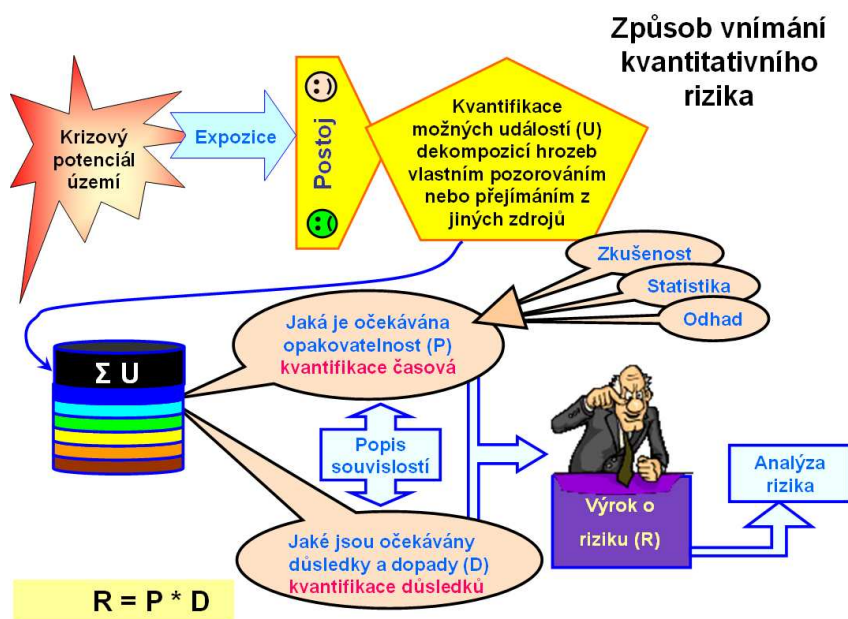 Způsob vnímání
kvantitativního
rizika
Krizový
potenciál
území
Expozice
Postoj
Kvantifikace
možných událostí (U)
dekompozicí hrozeb
vlastním pozorováním
nebo přejímáním z
jiných zdrojů
Zkušenost
Statistika
Odhad
Jaká je očekávána
opakovatelnost (P)
kvantifikace časová
Σ U
Popis
souvislostí
Výrok o
riziku (R)
Analýza
rizika
Jaké jsou očekávány
důsledky a dopady (D)
kvantifikace důsledků
R = P * D